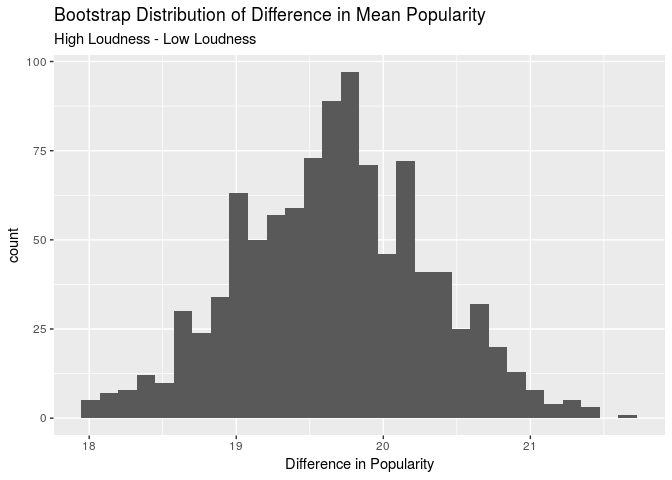 Bootstrap Distribution of Difference in Mean Popularity
High Loudness - Low Loudness
100
75
50
25
0
count
18 19 20 21
Difference in Popularity